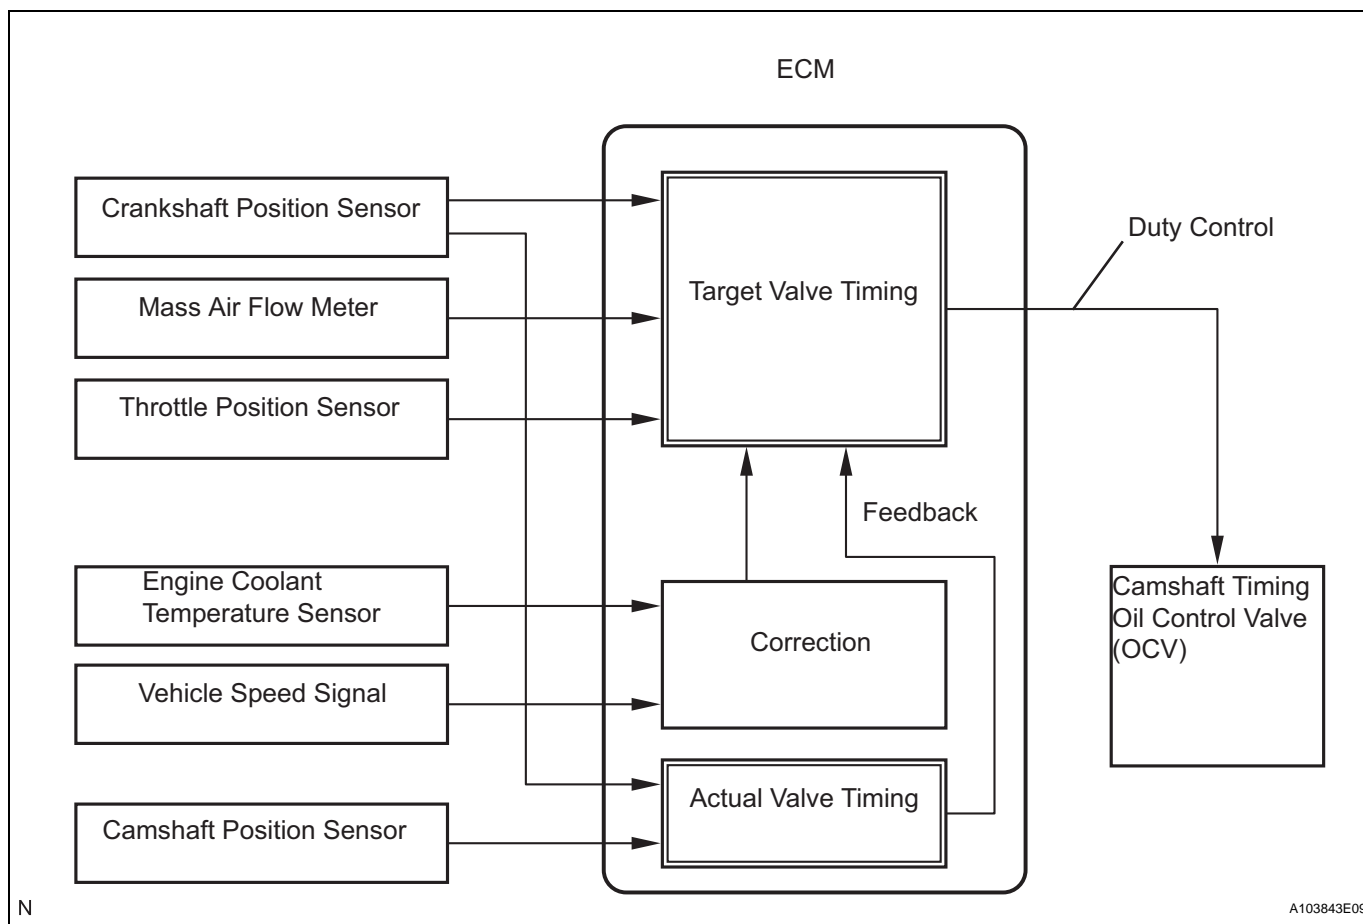 ECM
Crankshaft Position Sensor
Mass Air Flow Meter
Throttle Position Sensor
Target Valve Timing
Duty Control
Feedback
Engine Coolant
Temperature Sensor
Vehicle Speed Signal
Correction
Camshaft Timing
Oil Control Valve
(OCV)
Camshaft Position Sensor
Actual Valve Timing
N
A103843E09